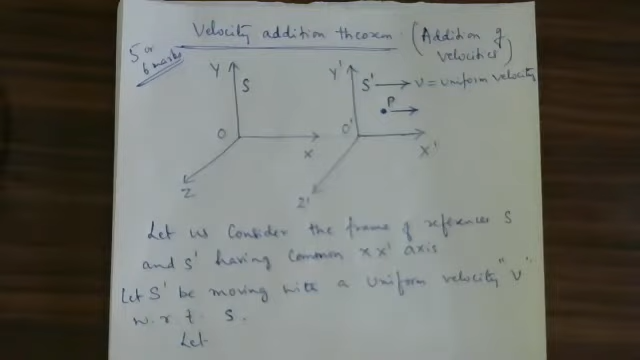 Velocity addition theorem (Addition of
velocities)
5 or
6 marks
Y
S
O
X
Z
Y'
S' → v = uniform velocity
P
O'
X'
Z'
Let us consider the frame of references S
and S' having common xx' axis
Let S' be moving with a uniform velocity "v"
w.r.t. S.
Let